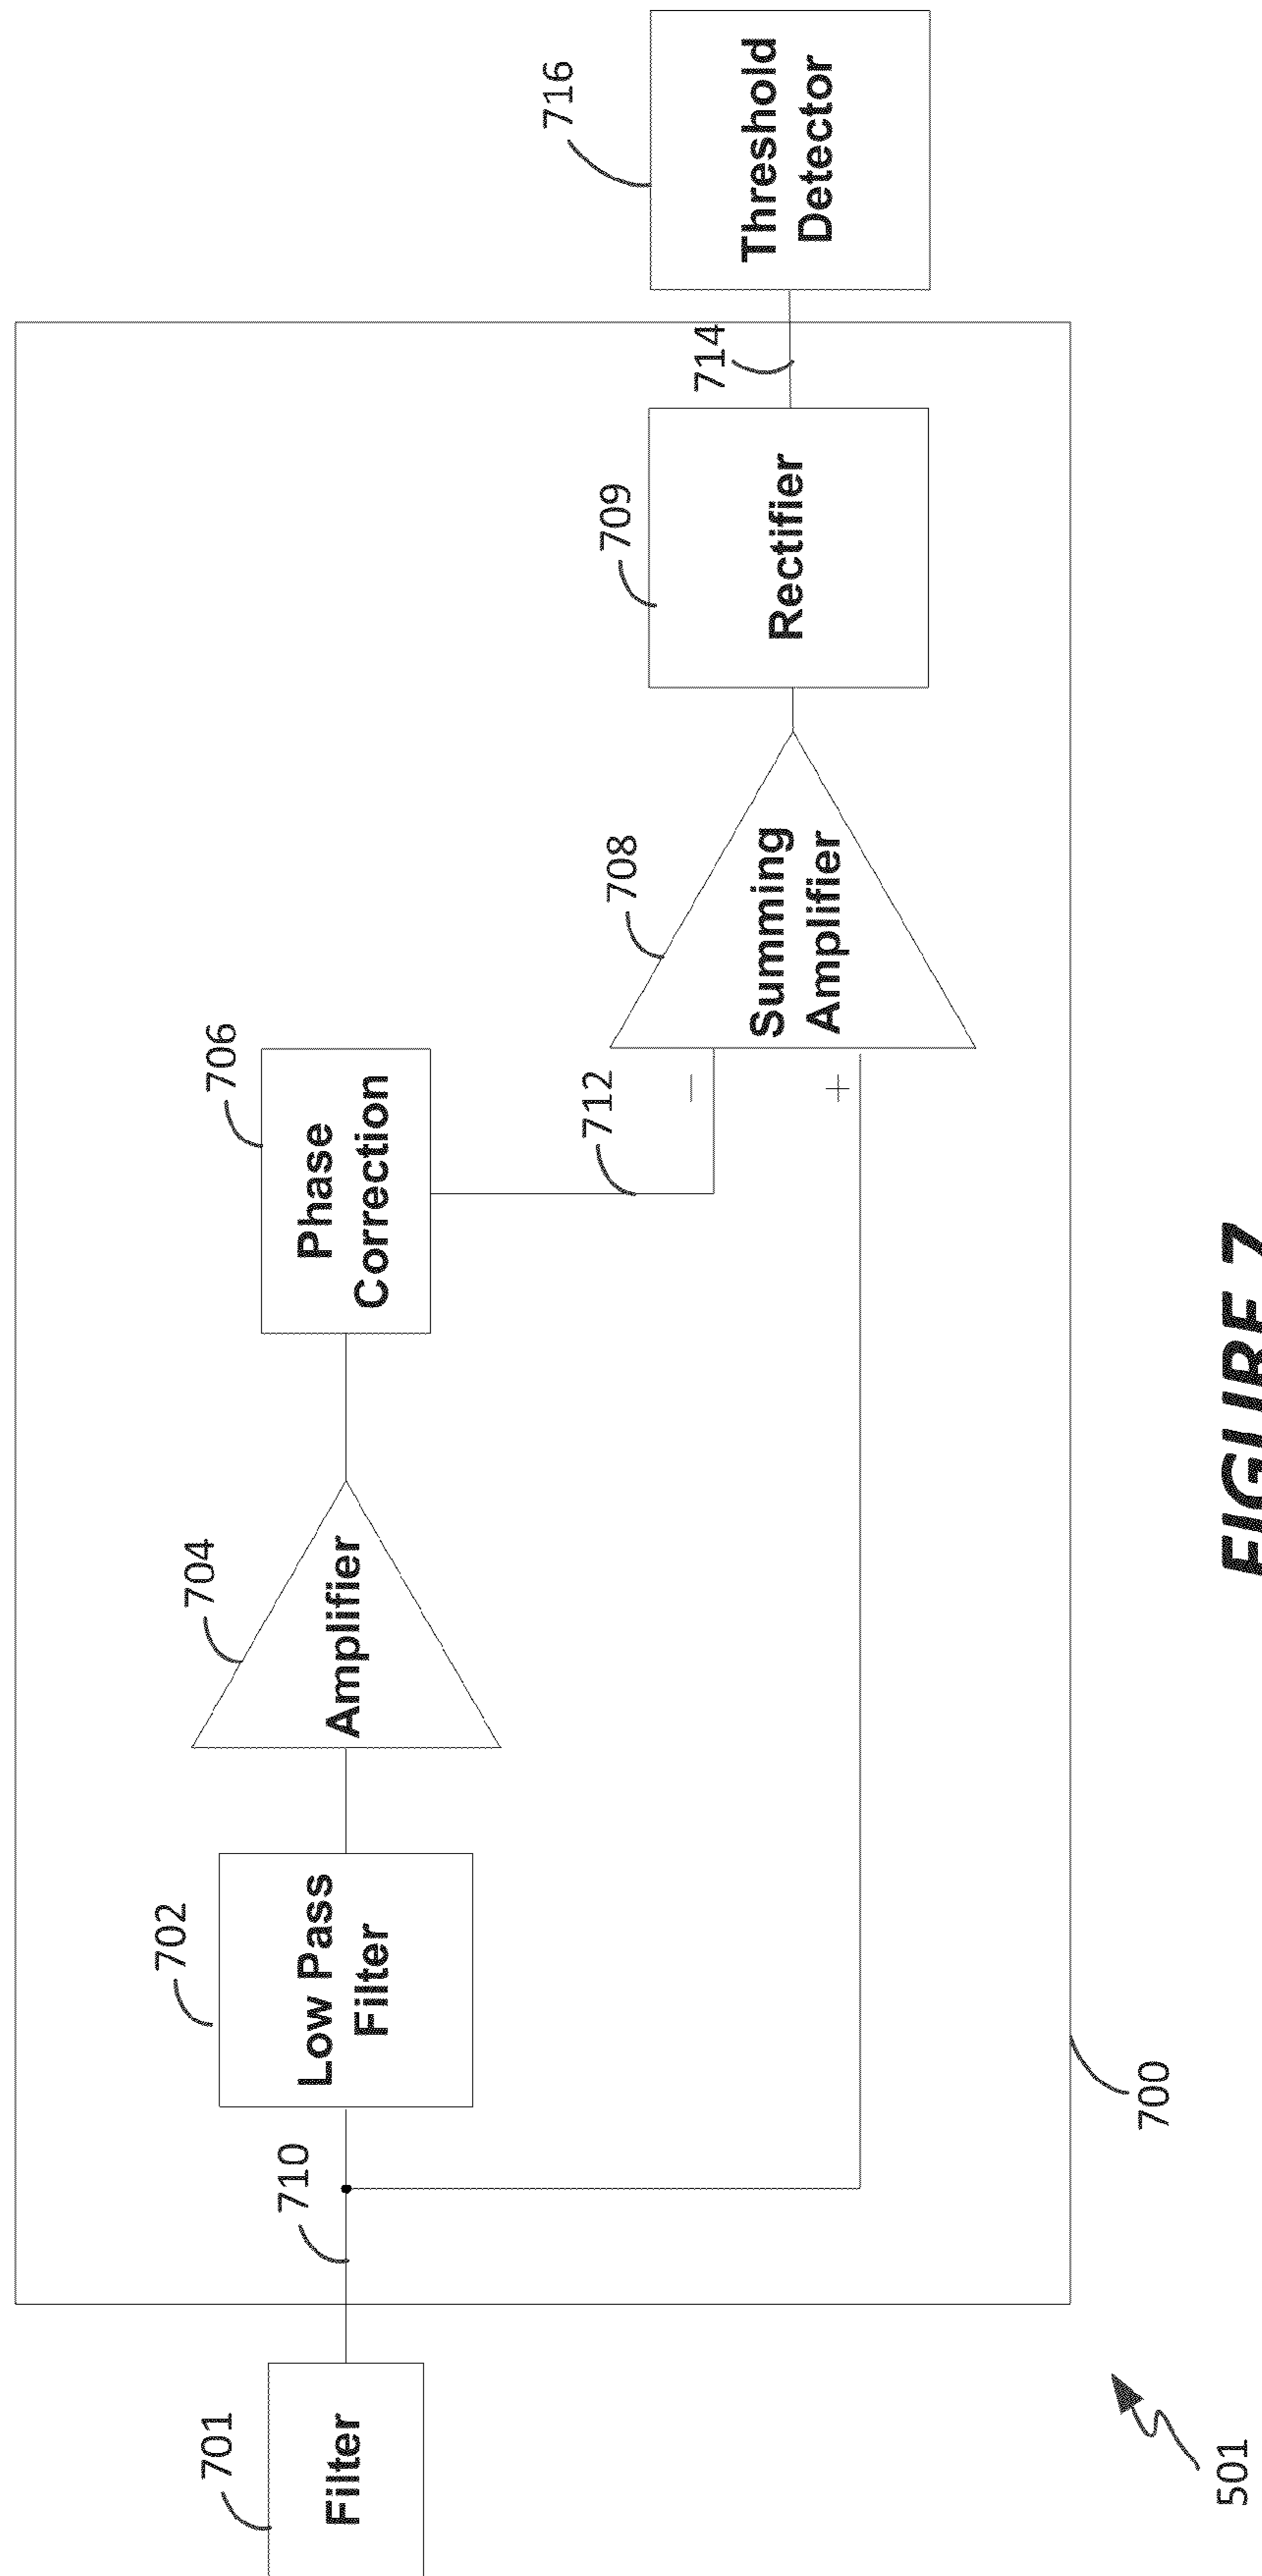 701
Filter
710
702
Low Pass
Filter
704
Amplifier
706
Phase
Correction
712
−
+
708
Summing
Amplifier
709
Rectifier
714
716
Threshold
Detector
700
501
FIGURE 7